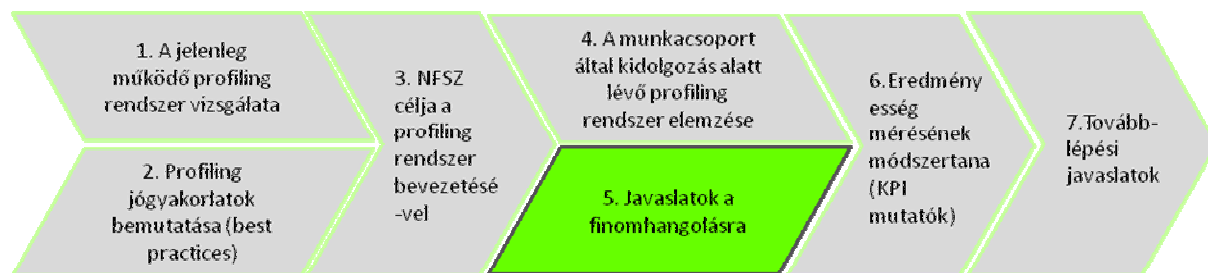 1. A jelenleg
működő profiling
rendszer vizsgálata
2. Profiling
jógyakorlatok
bemutatása (best
practices)
3. NFSZ
célja a
profiling
rendszer
bevezetésé
-vel
4. A munkacsoport
által kidolgozás alatt
lévő profiling
rendszer elemzése
5. Javaslatok a
finomhangolásra
6.Eredmény
esség
mérésének
módszertana
(KPI
mutatók)
7.Tovább-
lépési
javaslatok